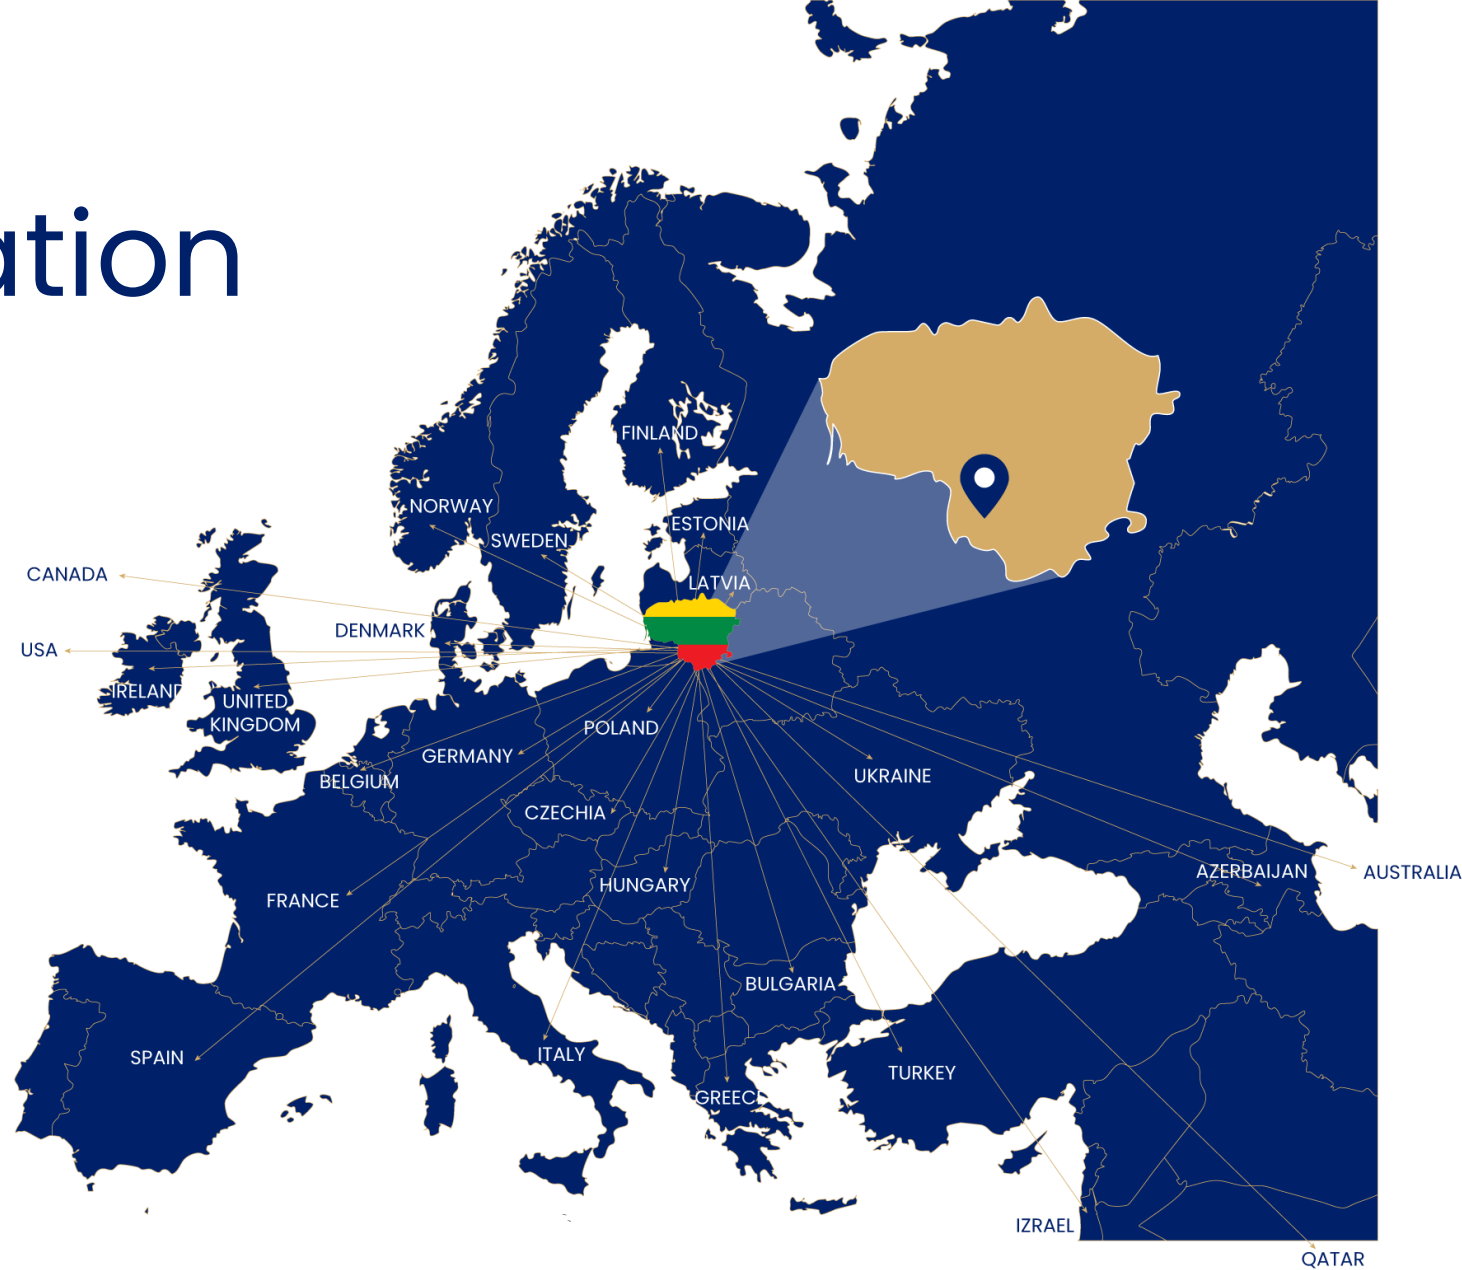 ation
FINLAND
NORWAY
ESTONIA
SWEDEN
CANADA
LATVIA
DENMARK
USA
IRELAND
UNITED
KINGDOM
POLAND
GERMANY
UKRAINE
BELGIUM
CZECHIA
AZERBAIJAN
AUSTRALIA
HUNGARY
FRANCE
BULGARIA
ITALY
SPAIN
TURKEY
GREEC
IZRAEL
QATAR